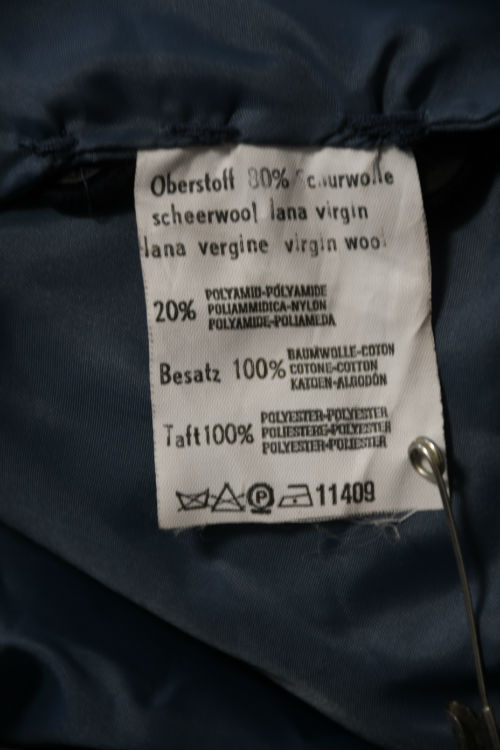 Oberstoff 80% Schurwolle
scheerwool lana virgin
lana vergine virgin wool
20% POLYAMID-POLYAMIDE
POLIAMMIDICA-NYLON
POLYAMIDE-POLIAMEDA
Besatz 100% BAUMWOLLE-COTON
COTONE-COTTON
KATOEN-ALGODÓN
Taft 100% POLYESTER-POLYESTER
POLIESTERE-POLYESTER
POLYESTER-POLIESTER
P 11409